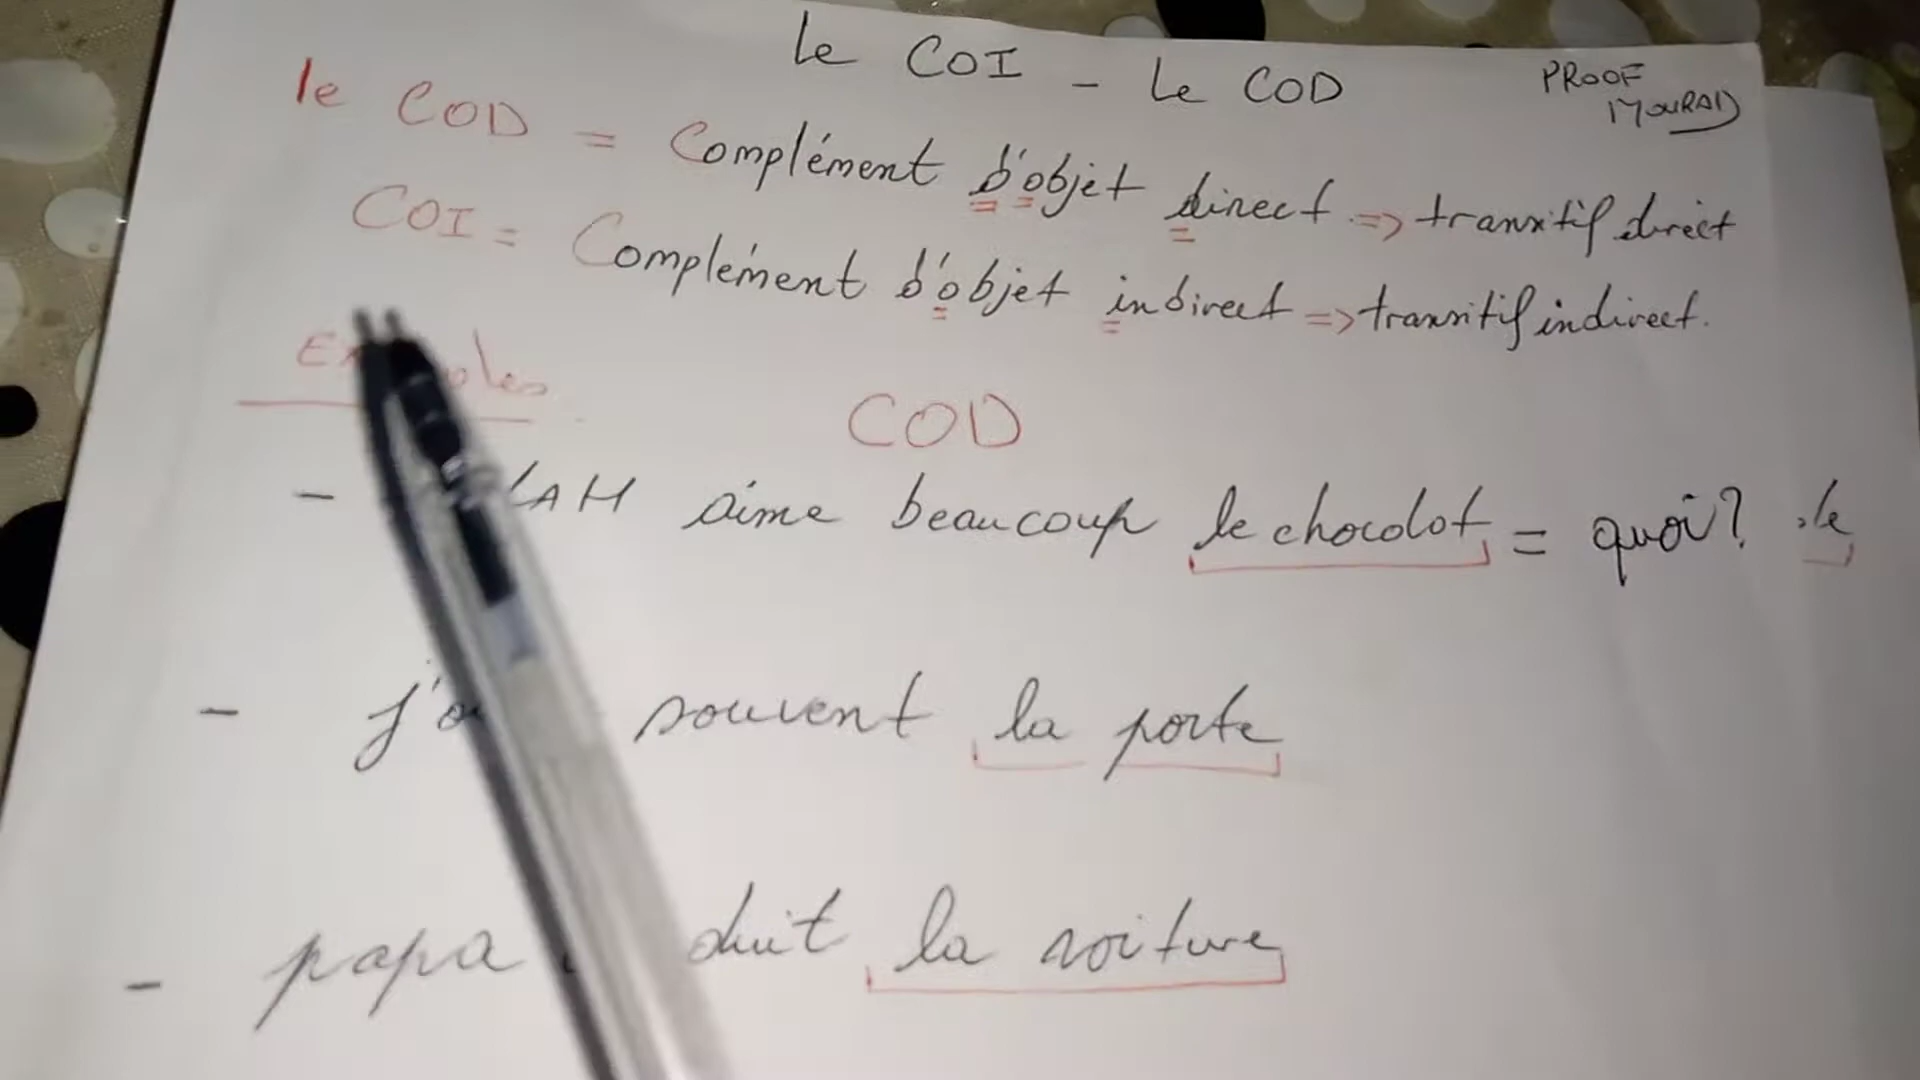 le COI - Le COD
PROOF
MOURAD
le COD = Complément d'objet direct => transitif direct
COI = Complément d'objet indirect => transitif indirect.
COD
- aime beaucoup le chocolat = quoi? le
- souvent la porte
- papa la voiture